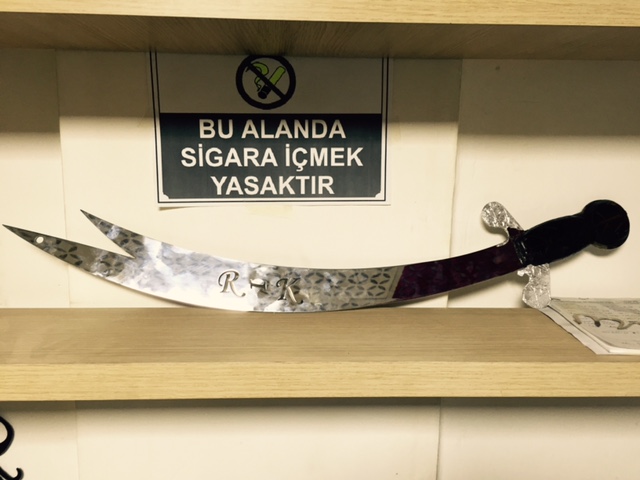 BU ALANDA
SİGARA İÇMEK
YASAKTIR
R K